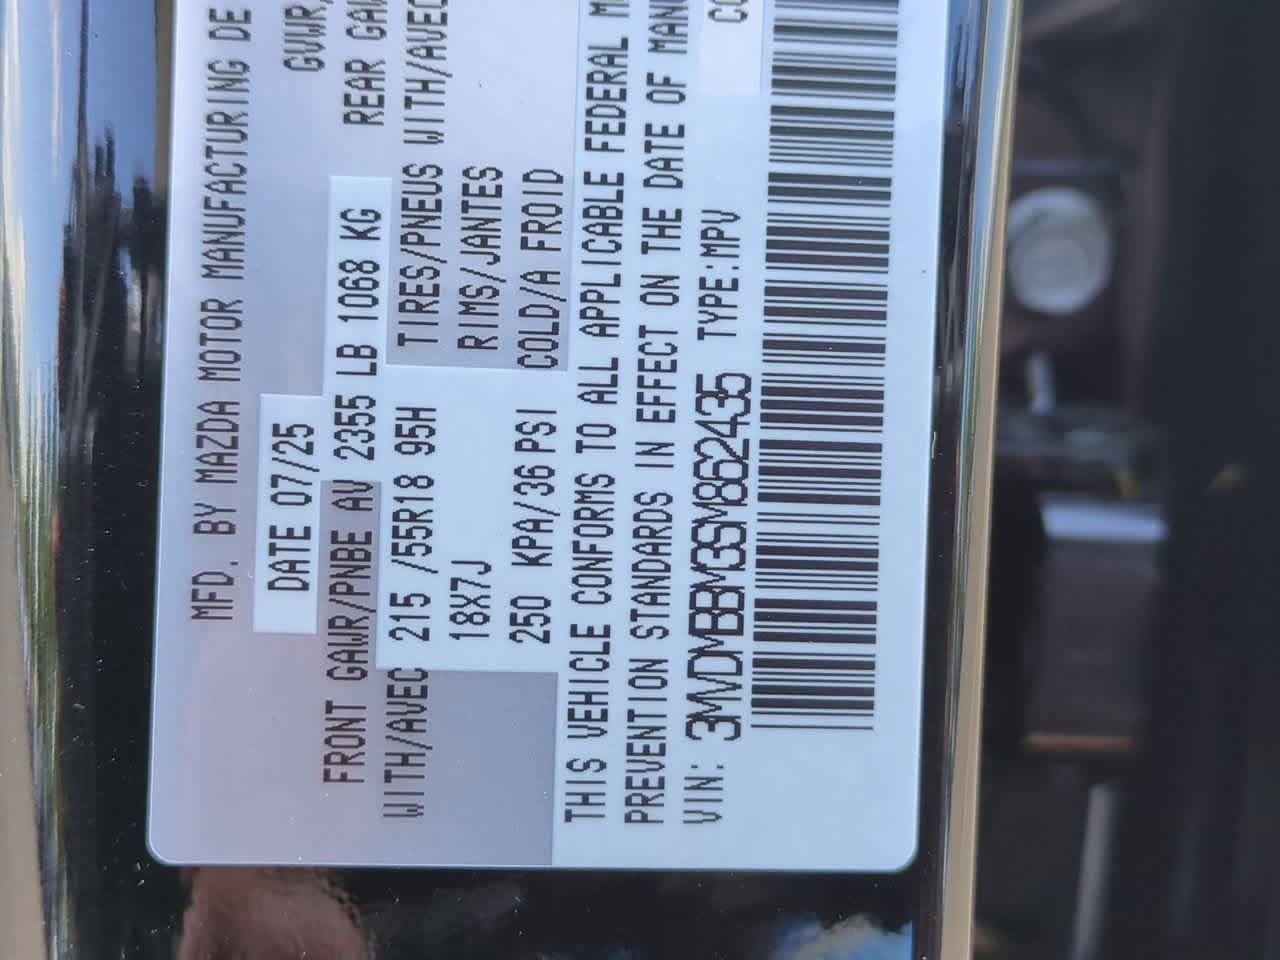 MFD. BY MAZDA MOTOR MANUFACTURING DE
DATE 07/25 GVWR,
FRONT GAWR/PNBE AV 2355 LB 1068 KG REAR GAW
WITH/AVEC 215 /55R18 95H TIRES/PNEUS WITH/AVEC
18X7J RIMS/JANTES
250 KPA/36 PSI COLD/A FROID
THIS VEHICLE CONFORMS TO ALL APPLICABLE FEDERAL M
PREVENTION STANDARDS IN EFFECT ON THE DATE OF MAN
VIN: 3MVDMBBM3SM862435 TYPE:MPV CO